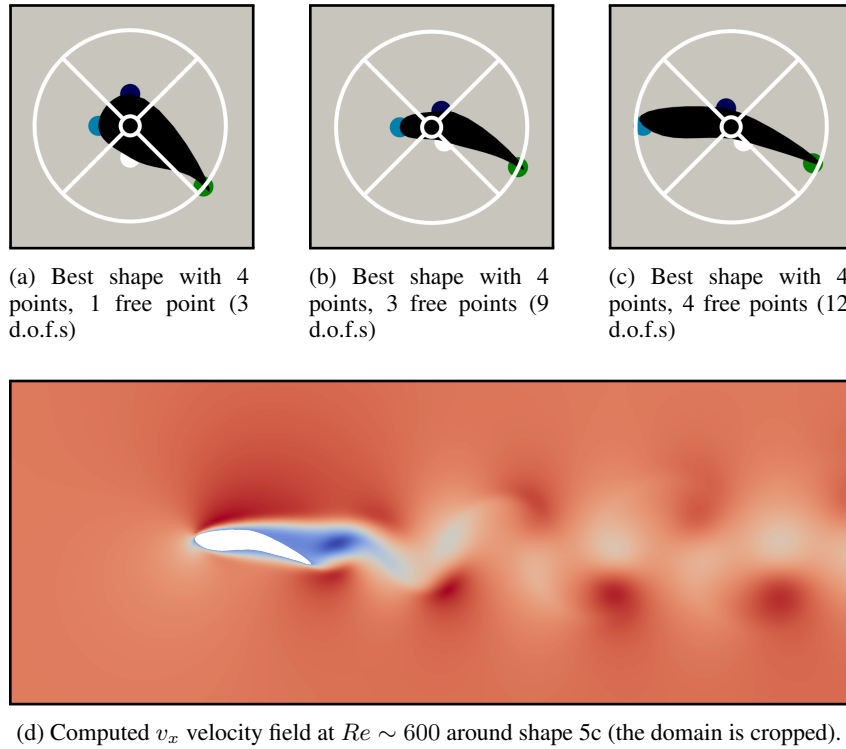 (a) Best shape with 4
points, 1 free point (3
d.o.f.s)
(b) Best shape with 4
points, 3 free points (9
d.o.f.s)
(c) Best shape with 4
points, 4 free points (12
d.o.f.s)
(d) Computed v_x velocity field at Re ∼ 600 around shape 5c (the domain is cropped).